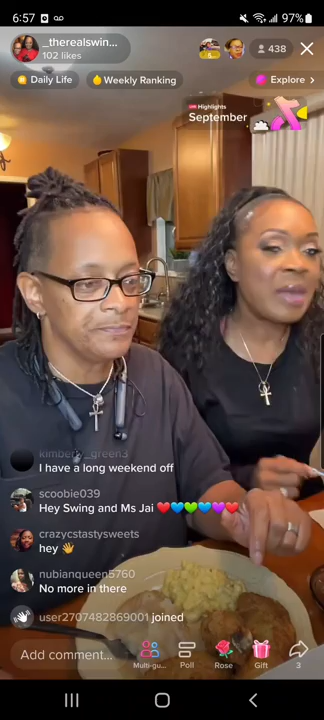 6:57
97%
_therealswin...
102 likes
438
Daily Life
Weekly Ranking
Explore >
LIVE Highlights
September
kimberly_green3
I have a long weekend off
scoobie039
Hey Swing and Ms Jai ❤️💙💚💙💜❤️
crazycstastysweets
hey 👋
nubianqueen5760
No more in there
user2707482869001 joined
Add comment...
Multi-gu...
Poll
Rose
Gift
3